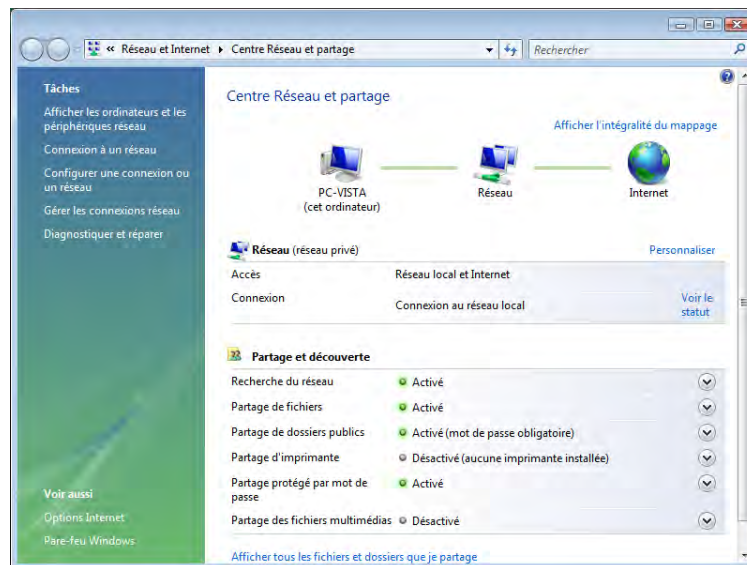 « Réseau et Internet ▸ Centre Réseau et partage
Rechercher
Tâches
Afficher les ordinateurs et les
périphériques réseau
Connexion à un réseau
Configurer une connexion ou
un réseau
Gérer les connexions réseau
Diagnostiquer et réparer
Voir aussi
Options Internet
Pare-feu Windows
Centre Réseau et partage
Afficher l'intégralité du mappage
PC-VISTA
(cet ordinateur)
Réseau
Internet
Réseau (réseau privé)
Personnaliser
Accès Réseau local et Internet
Connexion Connexion au réseau local
Voir le
statut
Partage et découverte
Recherche du réseau Activé
Partage de fichiers Activé
Partage de dossiers publics Activé (mot de passe obligatoire)
Partage d'imprimante Désactivé (aucune imprimante installée)
Partage protégé par mot de
passe
Activé
Partage des fichiers multimédias Désactivé
Afficher tous les fichiers et dossiers que je partage